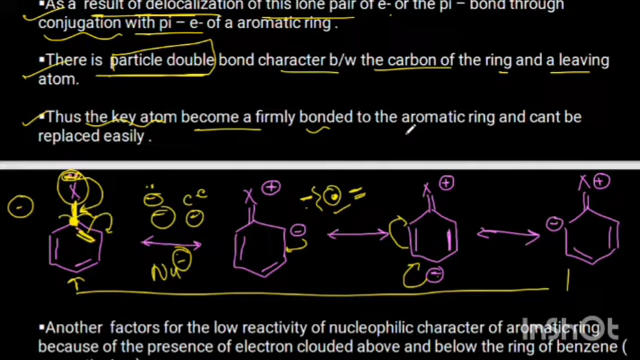 ▪As a result of delocalization of this lone pair of e- or the pi – bond through
conjugation with pi – e- of a aromatic ring .
▪There is particle double bond character b/w the carbon of the ring and a leaving
atom.
▪Thus the key atom become a firmly bonded to the aromatic ring and cant be
replaced easily .
X X ⊕ X ⊕ X ⊕
⊖ ⊖ ⊖ ⊖
Nu⊖ ⊖
▪Another factors for the low reactivity of nucleophilic character of aromatic ring
because of the presence of electron clouded above and below the ring of benzene (
InShOt